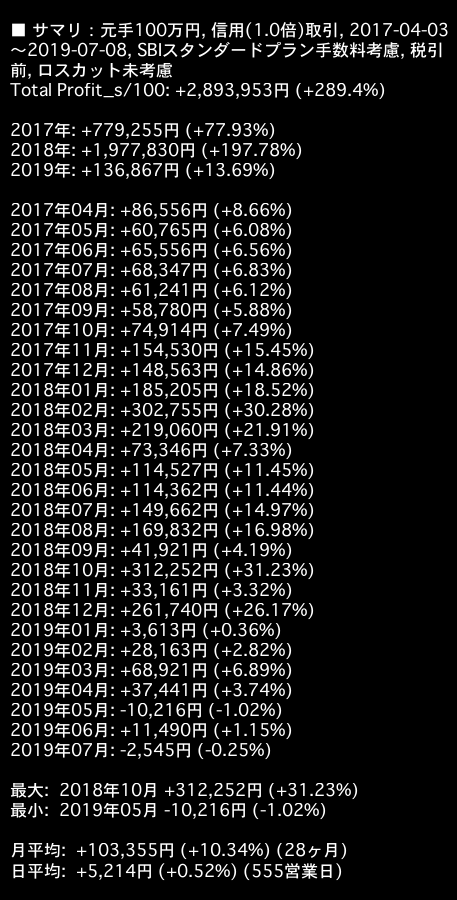 ■ サマリ：元手100万円, 信用(1.0倍)取引, 2017-04-03
〜2019-07-08, SBIスタンダードプラン手数料考慮, 税引
前, ロスカット未考慮
Total Profit_s/100: +2,893,953円 (+289.4%)
2017年: +779,255円 (+77.93%)
2018年: +1,977,830円 (+197.78%)
2019年: +136,867円 (+13.69%)
2017年04月: +86,556円 (+8.66%)
2017年05月: +60,765円 (+6.08%)
2017年06月: +65,556円 (+6.56%)
2017年07月: +68,347円 (+6.83%)
2017年08月: +61,241円 (+6.12%)
2017年09月: +58,780円 (+5.88%)
2017年10月: +74,914円 (+7.49%)
2017年11月: +154,530円 (+15.45%)
2017年12月: +148,563円 (+14.86%)
2018年01月: +185,205円 (+18.52%)
2018年02月: +302,755円 (+30.28%)
2018年03月: +219,060円 (+21.91%)
2018年04月: +73,346円 (+7.33%)
2018年05月: +114,527円 (+11.45%)
2018年06月: +114,362円 (+11.44%)
2018年07月: +149,662円 (+14.97%)
2018年08月: +169,832円 (+16.98%)
2018年09月: +41,921円 (+4.19%)
2018年10月: +312,252円 (+31.23%)
2018年11月: +33,161円 (+3.32%)
2018年12月: +261,740円 (+26.17%)
2019年01月: +3,613円 (+0.36%)
2019年02月: +28,163円 (+2.82%)
2019年03月: +68,921円 (+6.89%)
2019年04月: +37,441円 (+3.74%)
2019年05月: -10,216円 (-1.02%)
2019年06月: +11,490円 (+1.15%)
2019年07月: -2,545円 (-0.25%)
最大: 2018年10月 +312,252円 (+31.23%)
最小: 2019年05月 -10,216円 (-1.02%)
月平均: +103,355円 (+10.34%) (28ヶ月)
日平均: +5,214円 (+0.52%) (555営業日)